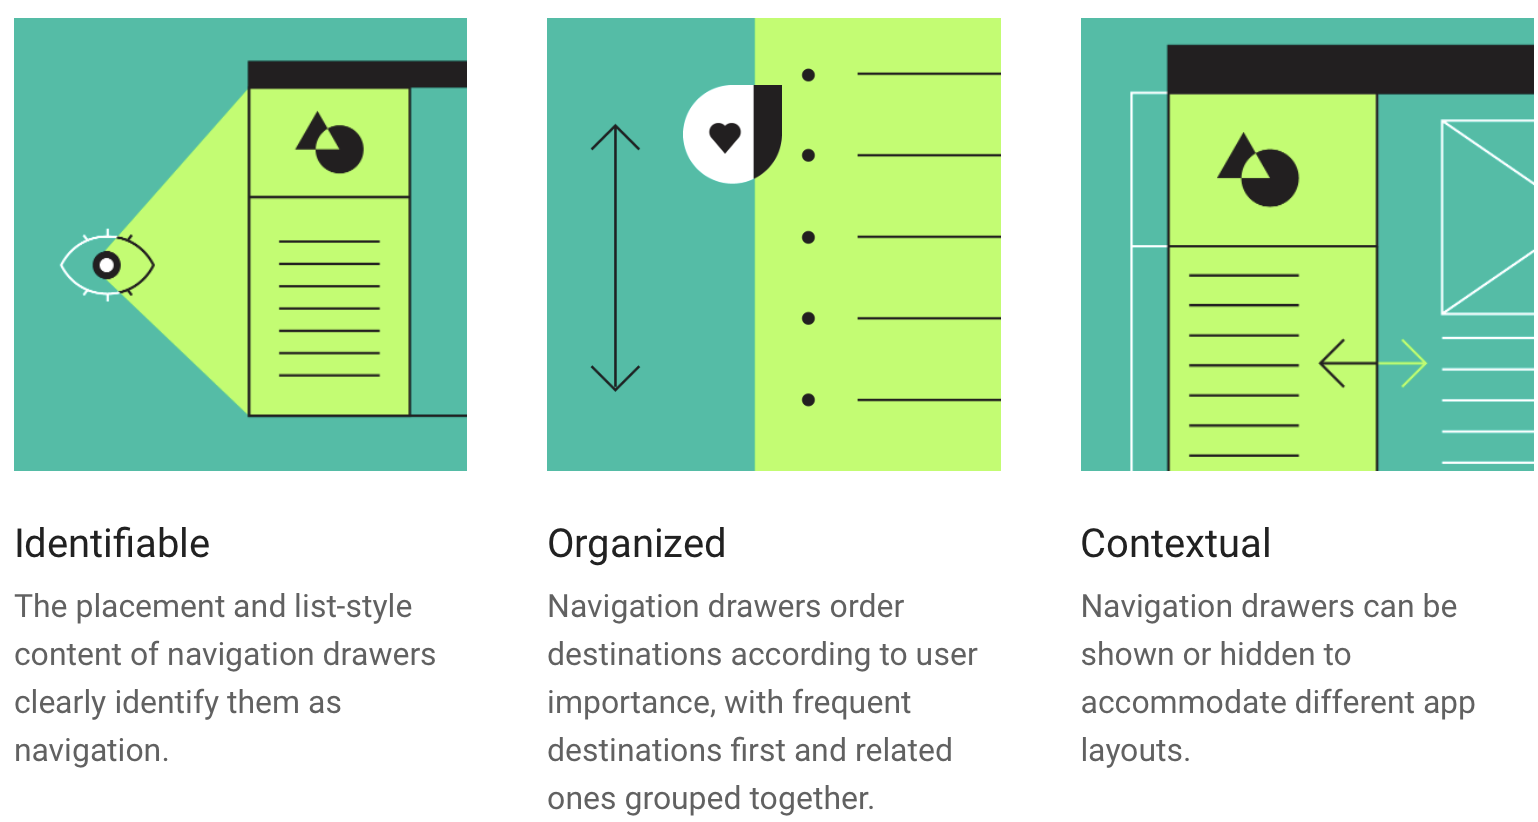 Identifiable
The placement and list-style
content of navigation drawers
clearly identify them as
navigation.
Organized
Navigation drawers order
destinations according to user
importance, with frequent
destinations first and related
ones grouped together.
Contextual
Navigation drawers can be
shown or hidden to
accommodate different app
layouts.